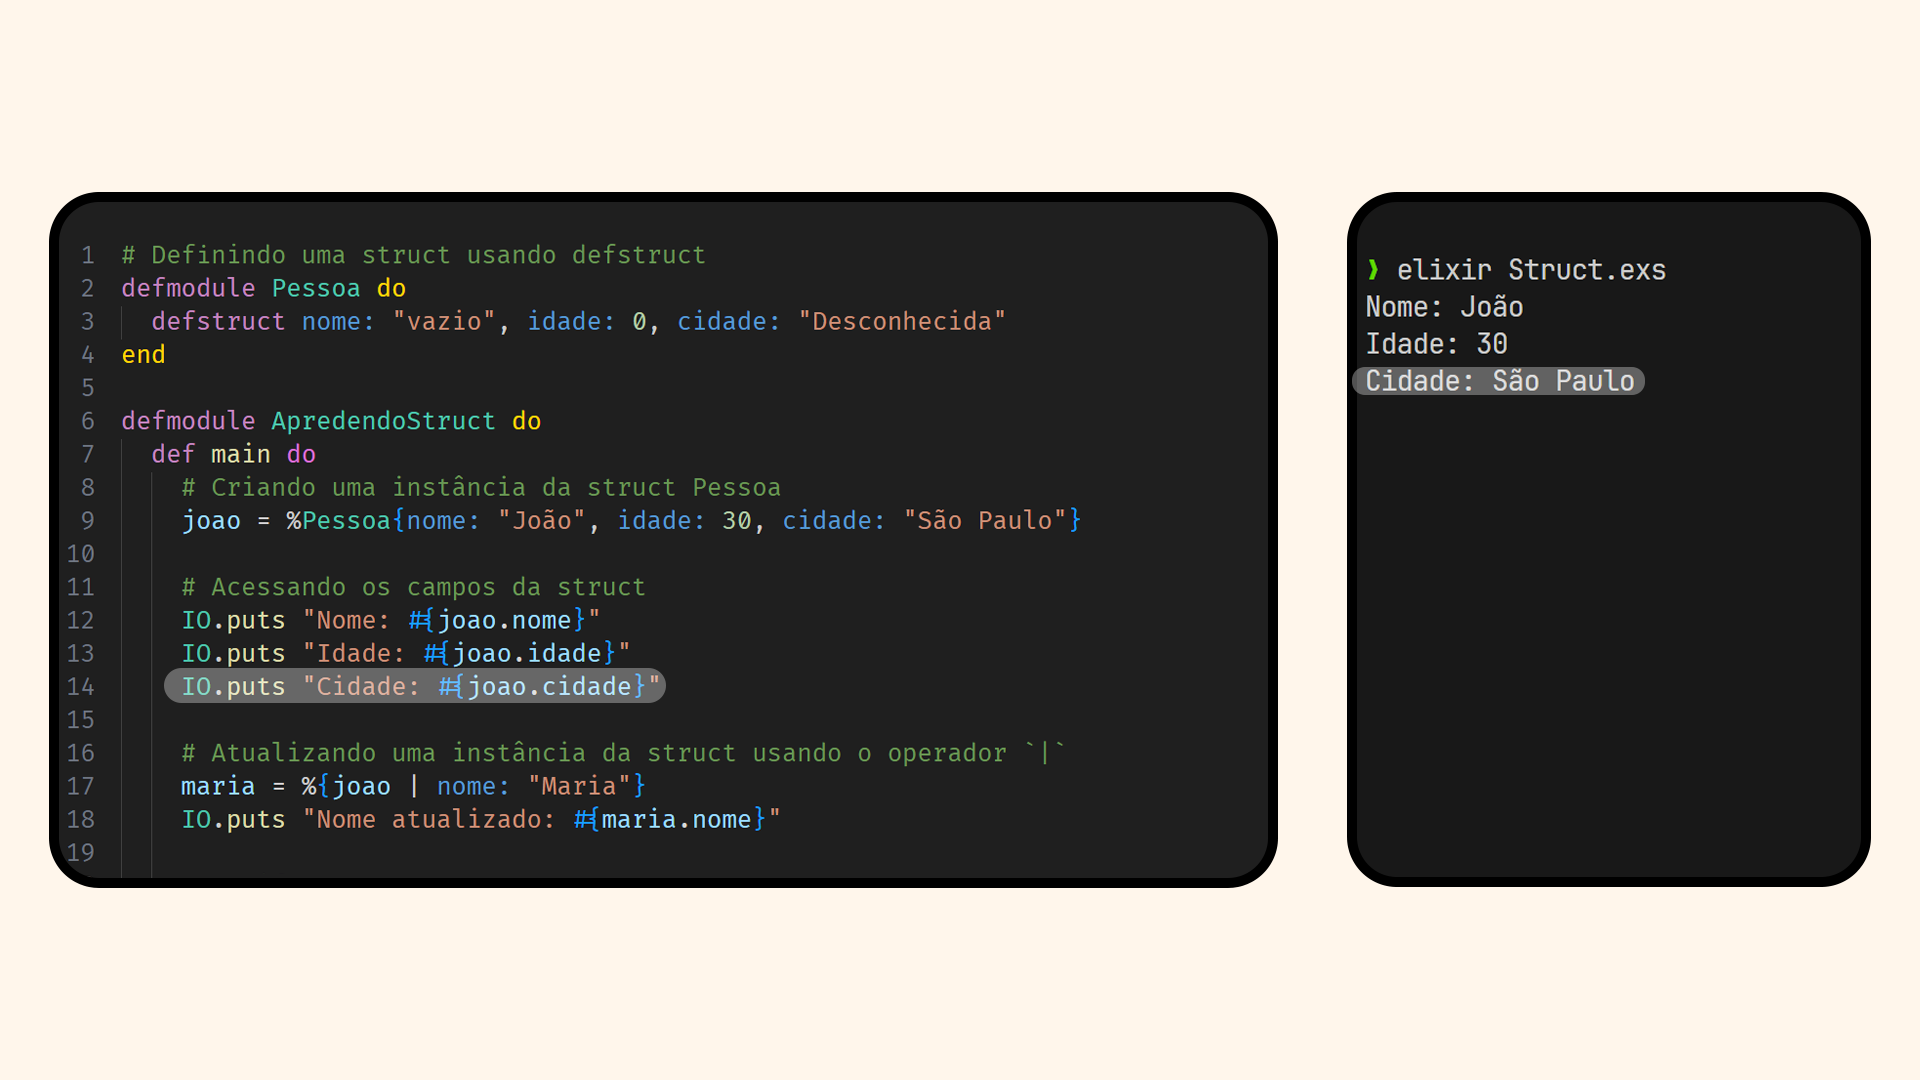 1 # Definindo uma struct usando defstruct
2 defmodule Pessoa do
3 defstruct nome: "vazio", idade: 0, cidade: "Desconhecida"
4 end
5
6 defmodule ApredendoStruct do
7 def main do
8 # Criando uma instância da struct Pessoa
9 joao = %Pessoa{nome: "João", idade: 30, cidade: "São Paulo"}
10
11 # Acessando os campos da struct
12 IO.puts "Nome: #{joao.nome}"
13 IO.puts "Idade: #{joao.idade}"
14 IO.puts "Cidade: #{joao.cidade}"
15
16 # Atualizando uma instância da struct usando o operador `|`
17 maria = %{joao | nome: "Maria"}
18 IO.puts "Nome atualizado: #{maria.nome}"
19
❯ elixir Struct.exs
Nome: João
Idade: 30
Cidade: São Paulo